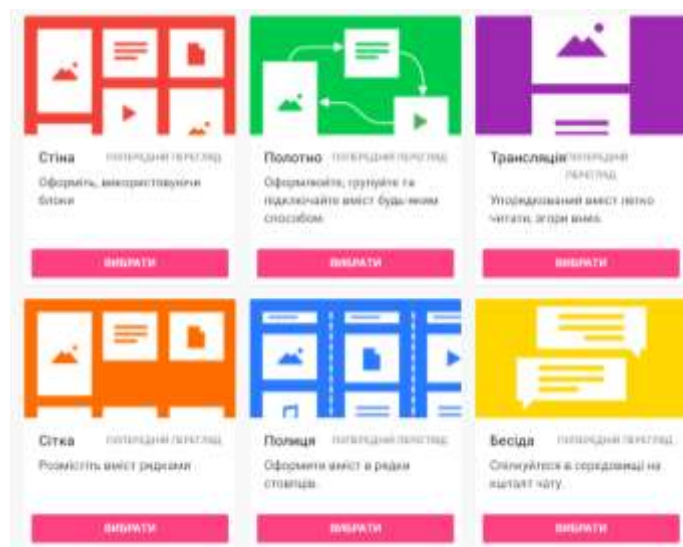 Стіна ПОПЕРЕДНІЙ ПЕРЕГЛЯД
Оформіть, використовуючи
блоки
ВИБРАТИ
Полотно ПОПЕРЕДНІЙ ПЕРЕГЛЯД
Оформлюйте, групуйте та
підключайте вміст будь-яким
способом.
ВИБРАТИ
Трансляція ПОПЕРЕДНІЙ
ПЕРЕГЛЯД
Упорядкований вміст легко
читати, згори вниз.
ВИБРАТИ
Сітка ПОПЕРЕДНІЙ ПЕРЕГЛЯД
Розмістіть вміст рядками
ВИБРАТИ
Полиця ПОПЕРЕДНІЙ ПЕРЕГЛЯД
Оформити вміст в рядки
стовпців.
ВИБРАТИ
Бесіда ПОПЕРЕДНІЙ ПЕРЕГЛЯД
Спілкуйтеся в середовищі на
кшталт чату.
ВИБРАТИ